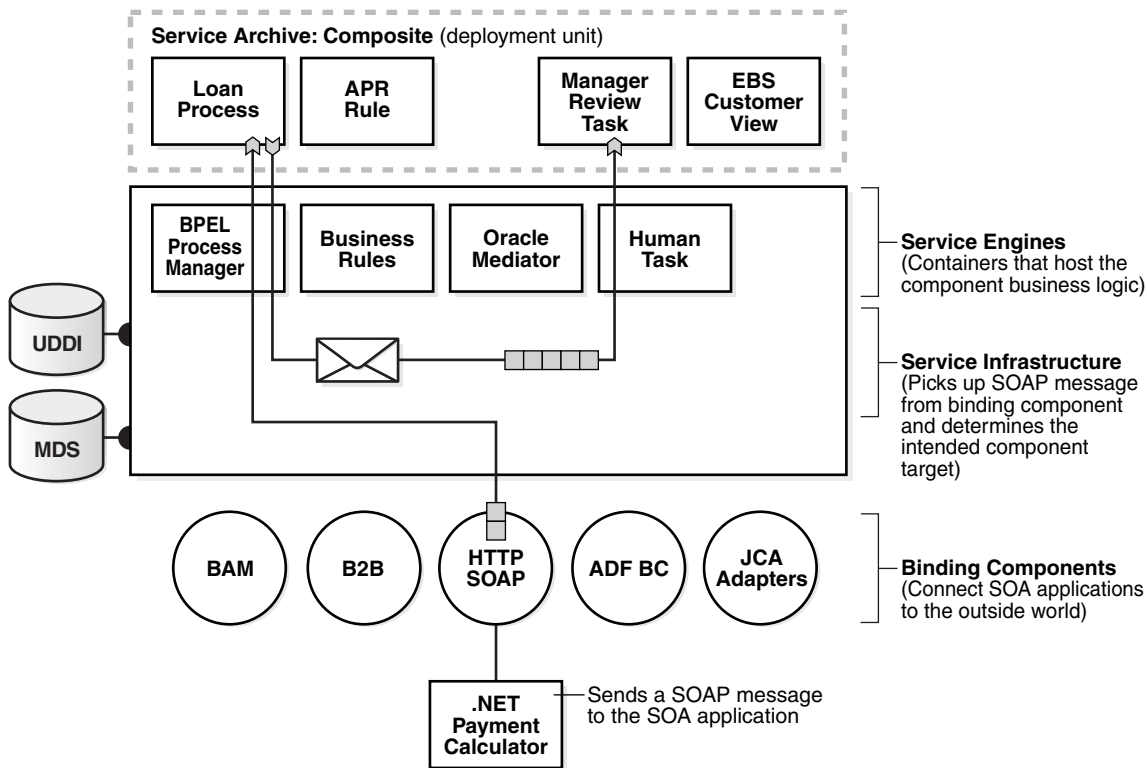 Service Archive: Composite (deployment unit)
Loan
Process
APR
Rule
Manager
Review
Task
EBS
Customer
View
BPEL
Process
Manager
Business
Rules
Oracle
Mediator
Human
Task
Service Engines
(Containers that host the
component business logic)
UDDI
MDS
Service Infrastructure
(Picks up SOAP message
from binding component
and determines the
intended component
target)
BAM
B2B
HTTP
SOAP
ADF BC
JCA
Adapters
Binding Components
(Connect SOA applications
to the outside world)
.NET
Payment
Calculator
Sends a SOAP message
to the SOA application